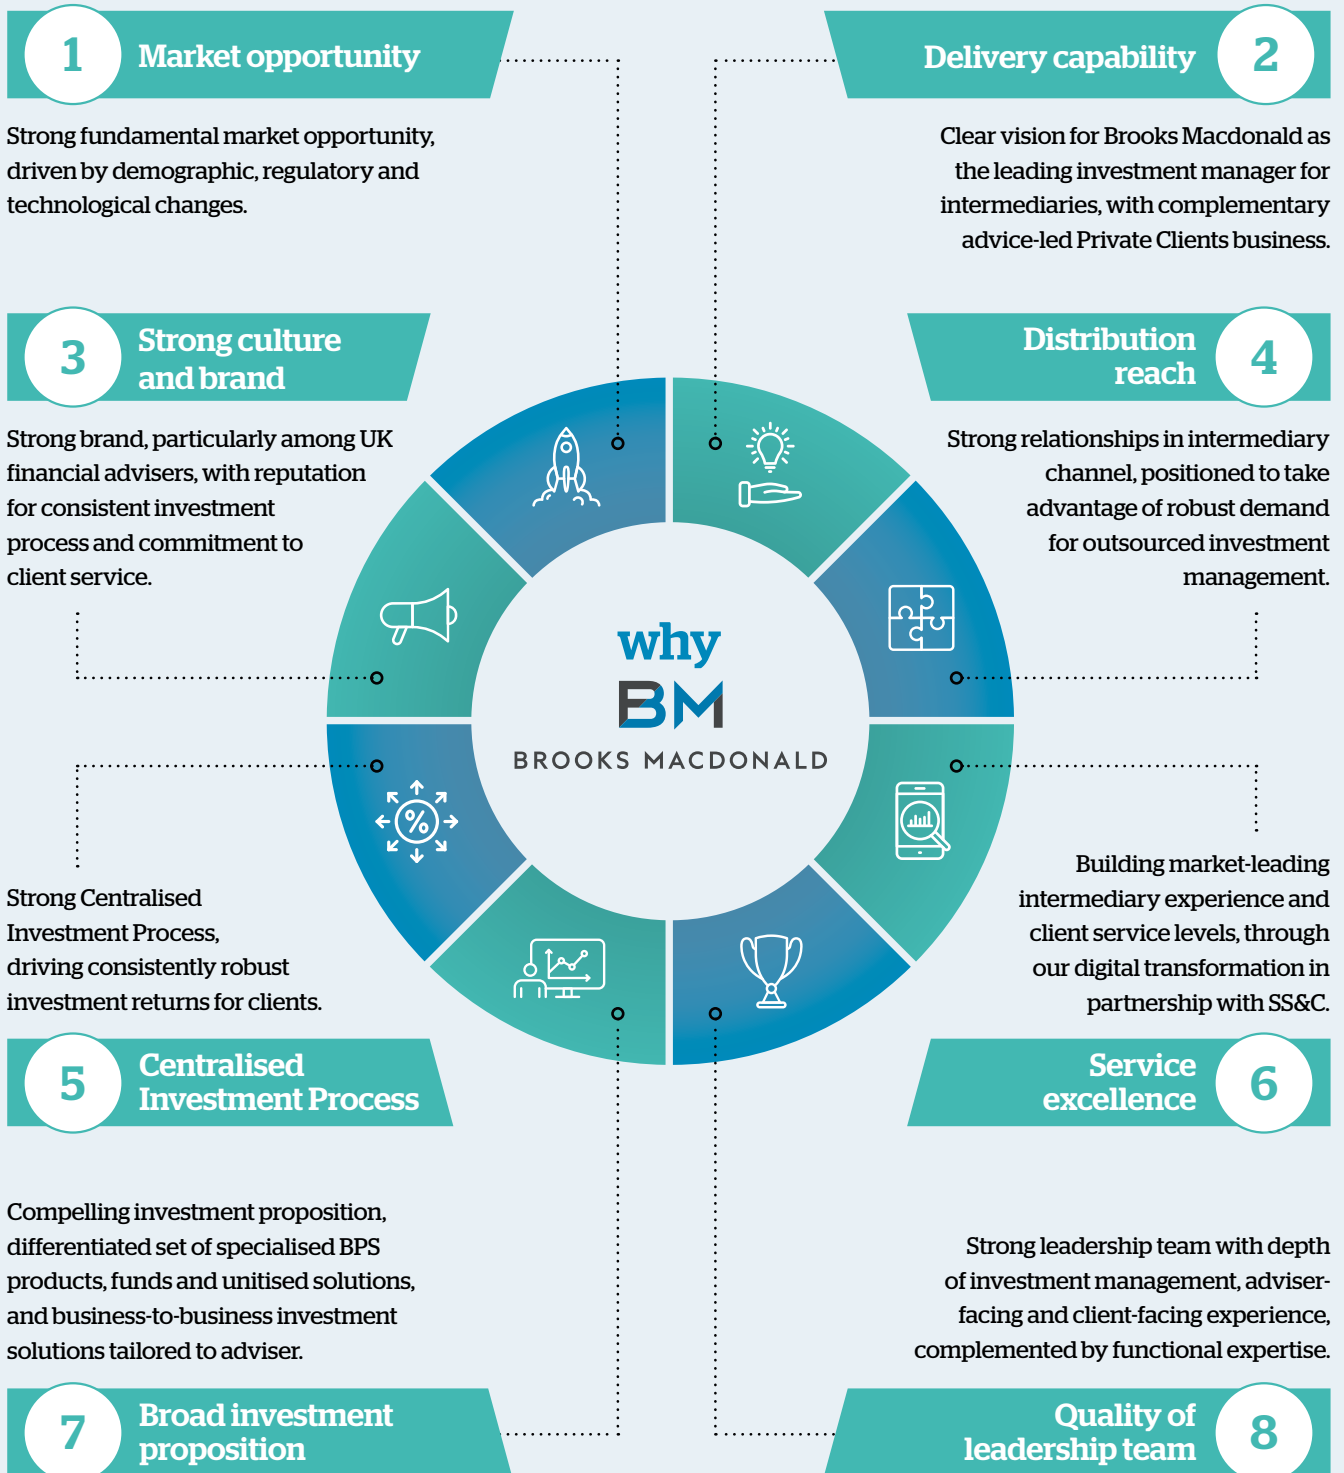 1
Market opportunity
Strong fundamental market opportunity,
driven by demographic, regulatory and
technological changes.
Delivery capability
2
Clear vision for Brooks Macdonald as
the leading investment manager for
intermediaries, with complementary
advice-led Private Clients business.
3
Strong culture
and brand
Strong brand, particularly among UK
financial advisers, with reputation
for consistent investment
process and commitment to
client service.
Distribution
reach
4
Strong relationships in intermediary
channel, positioned to take
advantage of robust demand
for outsourced investment
management.
why
BM
BROOKS MACDONALD
%
Strong Centralised
Investment Process,
driving consistently robust
investment returns for clients.
5
Centralised
Investment Process
Building market-leading
intermediary experience and
client service levels, through
our digital transformation in
partnership with SS&C.
Service
excellence
6
Compelling investment proposition,
differentiated set of specialised BPS
products, funds and unitised solutions,
and business-to-business investment
solutions tailored to adviser.
7
Broad investment
proposition
Strong leadership team with depth
of investment management, adviser-
facing and client-facing experience,
complemented by functional expertise.
Quality of
leadership team
8